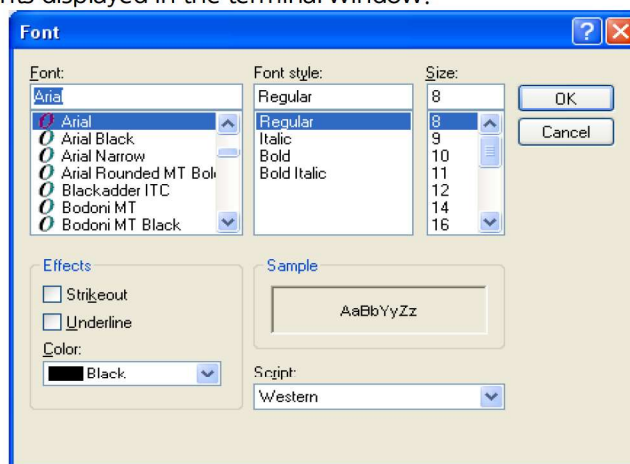 nts displayed in the terminal window.
Font
Font: Font style: Size:
Arial Regular 8 OK
Arial Regular 8 Cancel
Arial Black Italic 9
Arial Narrow Bold 10
Arial Rounded MT Bol Bold Italic 11
Blackadder ITC 12
Bodoni MT 14
Bodoni MT Black 16
Effects Sample
Strikeout
Underline AaBbYyZz
Color:
Black Script:
Western